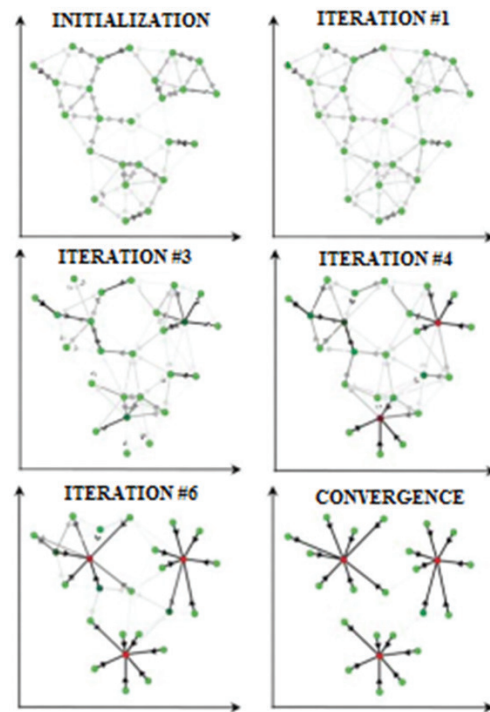 INITIALIZATION
ITERATION #1
ITERATION #3
ITERATION #4
ITERATION #6
CONVERGENCE